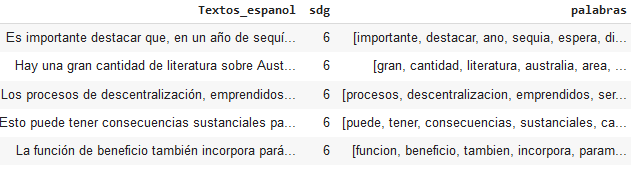 Textos_espanol sdg palabras
Es importante destacar que, en un año de sequí... 6 [importante, destacar, ano, sequia, espera, di...
Hay una gran cantidad de literatura sobre Aust... 6 [gran, cantidad, literatura, australia, area, ...
Los procesos de descentralización, emprendidos... 6 [procesos, descentralizacion, emprendidos, ser...
Esto puede tener consecuencias sustanciales pa... 6 [puede, tener, consecuencias, sustanciales, ca...
La función de beneficio también incorpora pará... 6 [funcion, beneficio, tambien, incorpora, param...